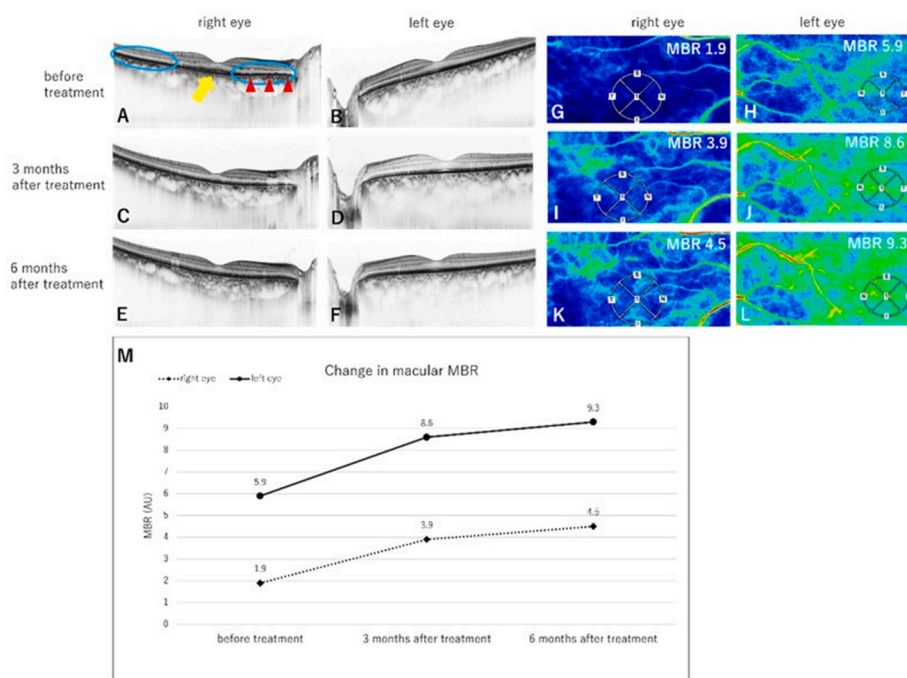 right eye left eye right eye left eye
before treatment
A B
MBR 1.9
G
MBR 5.9
H
3 months after treatment
C D
MBR 3.9
I
MBR 8.6
J
6 months after treatment
E F
MBR 4.5
K
MBR 9.3
L
M
Change in macular MBR
right eye left eye
MBR (AU)
10
9
8
7
6
5
4
3
2
1
0
5.9
8.6
9.3
1.9
3.9
before treatment 3 months after treatment 6 months after treatment